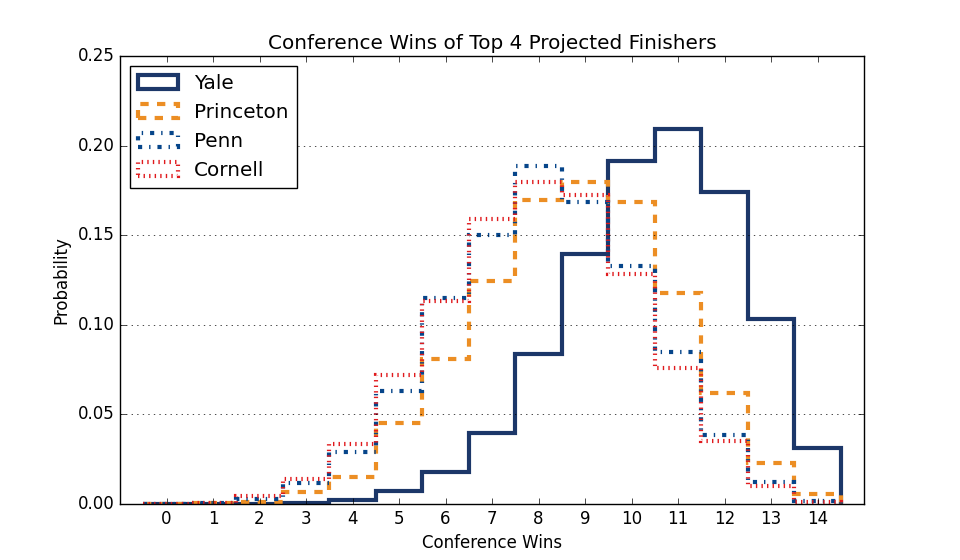 Conference Wins of Top 4 Projected Finishers
0.25
0.20
0.15
0.10
0.05
0.00
Probability
Yale
Princeton
Penn
Cornell
0 1 2 3 4 5 6 7 8 9 10 11 12 13 14
Conference Wins